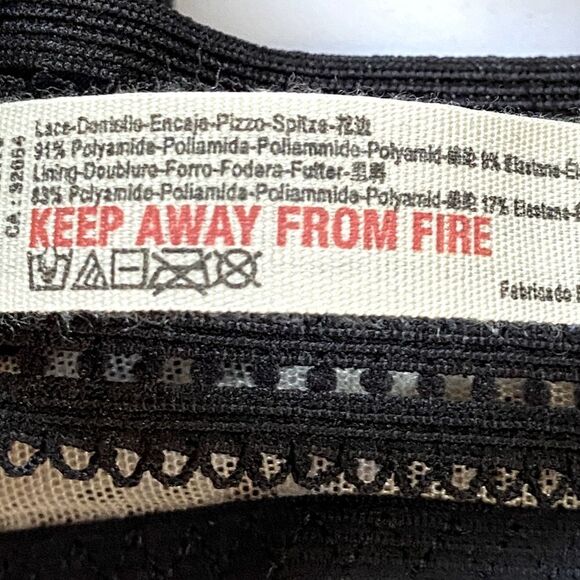 Lace-Dentelle-Encaje-Pizzo-Spitze-花边
91% Polyamide-Poliamida-Poliammide-Polyamid-锦纶 9% Elastane-El
Lining-Doublure-Forro-Fodera-Futter-里料
83% Polyamide-Poliamida-Poliammide-Polyamid-锦纶 17% Elastane-
KEEP AWAY FROM FIRE
Fabricado
CA : 32054